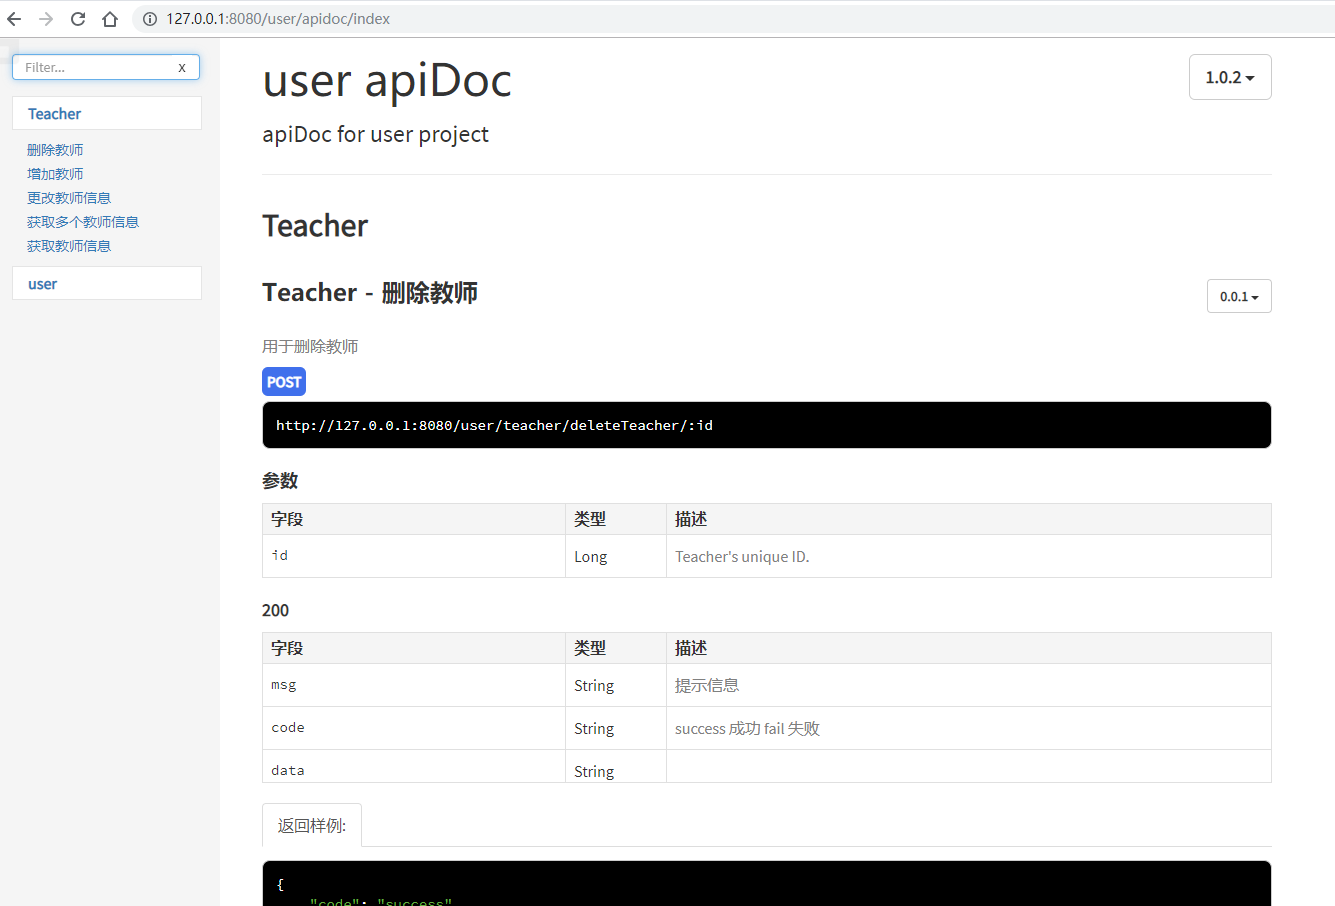 127.0.0.1:8080/user/apidoc/index
Filter... X
Teacher
删除教师
增加教师
更改教师信息
获取多个教师信息
获取教师信息
user
user apiDoc
1.0.2
apiDoc for user project
Teacher
Teacher - 删除教师
0.0.1
用于删除教师
POST
http://127.0.0.1:8080/user/teacher/deleteTeacher/:id
参数
字段 类型 描述
id Long Teacher's unique ID.
200
字段 类型 描述
msg String 提示信息
code String success 成功 fail 失败
data String
返回样例:
{
"code": "success"